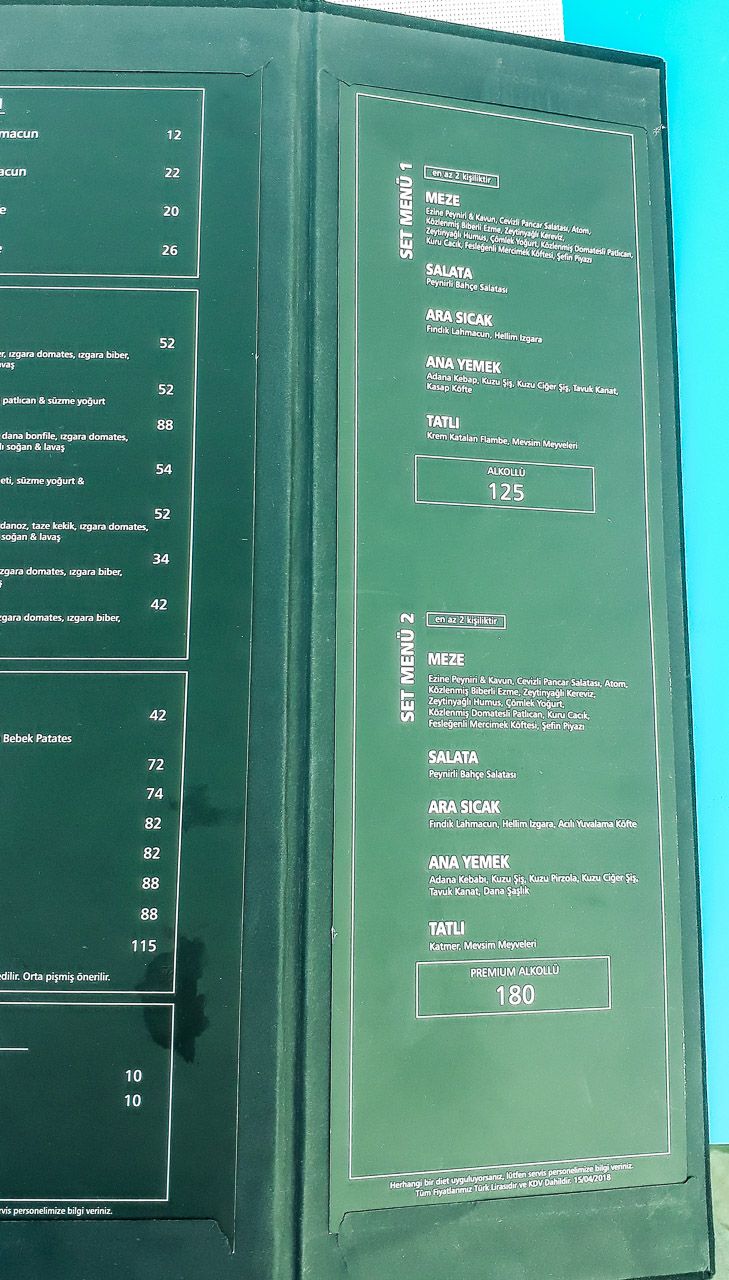 macun 12
acun 22
e 20
e 26
52
er, ızgara domates, ızgara biber,
vaş
52
patlıcan & süzme yoğurt
88
dana bonfile, ızgara domates,
lı soğan & lavaş
54
eti, süzme yoğurt &
52
danoz, taze kekik, ızgara domates,
soğan & lavaş
34
zgara domates, ızgara biber,
42
zgara domates, ızgara biber,
42
Bebek Patates
72
74
82
82
88
88
115
edilir. Orta pişmiş önerilir.
10
10
rvis personelimize bilgi veriniz.
SET MENÜ 1
en az 2 kişiliktir
MEZE
Ezine Peyniri & Kavun, Cevizli Pancar Salatası, Atom,
Közlenmiş Biberli Ezme, Zeytinyağlı Kereviz,
Zeytinyağlı Humus, Çömlek Yoğurt, Közlenmiş Domatesli Patlıcan,
Kuru Cacık, Fesleğenli Mercimek Köftesi, Şefin Piyazı
SALATA
Peynirli Bahçe Salatası
ARA SICAK
Fındık Lahmacun, Hellim Izgara
ANA YEMEK
Adana Kebap, Kuzu Şiş, Kuzu Ciğer Şiş, Tavuk Kanat,
Kasap Köfte
TATLI
Krem Katalan Flambe, Mevsim Meyveleri
ALKOLLÜ
125
SET MENÜ 2
en az 2 kişiliktir
MEZE
Ezine Peyniri & Kavun, Cevizli Pancar Salatası, Atom,
Közlenmiş Biberli Ezme, Zeytinyağlı Kereviz,
Zeytinyağlı Humus, Çömlek Yoğurt,
Közlenmiş Domatesli Patlıcan, Kuru Cacık,
Fesleğenli Mercimek Köftesi, Şefin Piyazı
SALATA
Peynirli Bahçe Salatası
ARA SICAK
Fındık Lahmacun, Hellim Izgara, Acılı Yuvalama Köfte
ANA YEMEK
Adana Kebabı, Kuzu Şiş, Kuzu Pirzola, Kuzu Ciğer Şiş,
Tavuk Kanat, Dana Şaşlık
TATLI
Katmer, Mevsim Meyveleri
PREMIUM ALKOLLÜ
180
Herhangi bir diet uyguluyorsanız, lütfen servis personelimize bilgi veriniz.
Tüm Fiyatlarımız Türk Lirasıdır ve KDV Dahildir. 15/04/2018